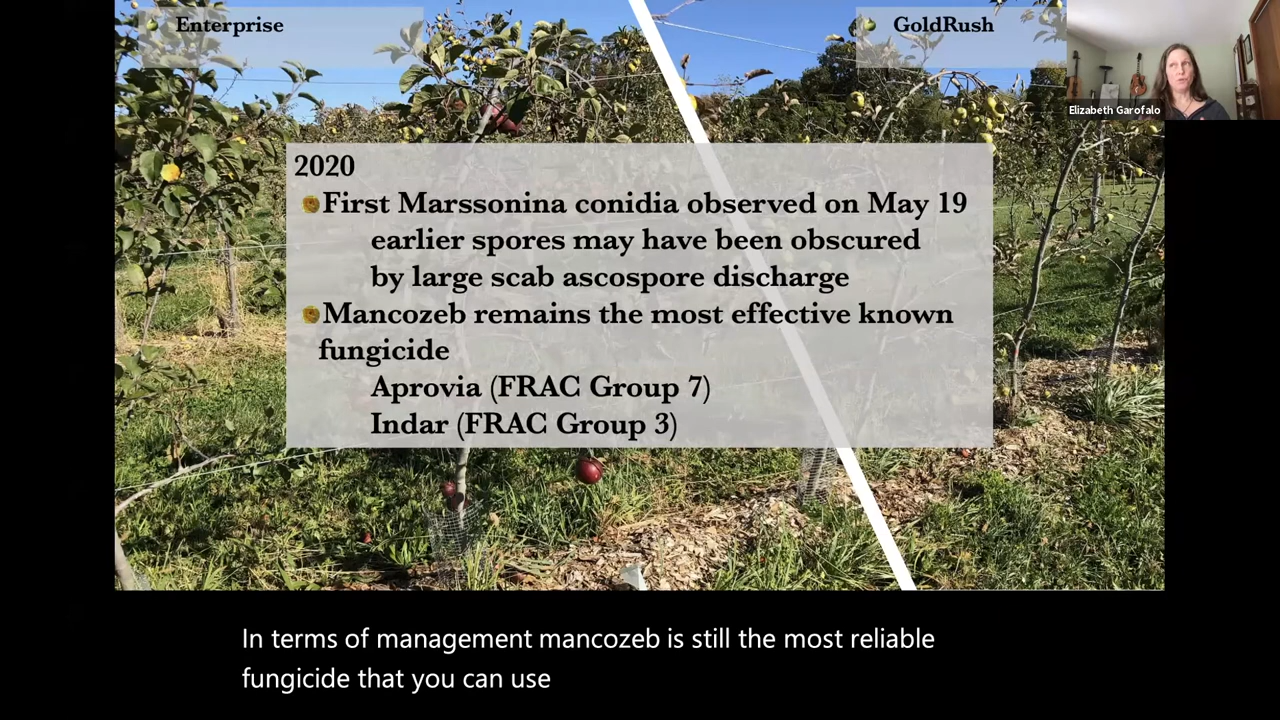 Enterprise
GoldRush
Elizabeth Garofalo
2020
First Marssonina conidia observed on May 19
earlier spores may have been obscured
by large scab ascospore discharge
Mancozeb remains the most effective known
fungicide
Aprovia (FRAC Group 7)
Indar (FRAC Group 3)
In terms of management mancozeb is still the most reliable
fungicide that you can use